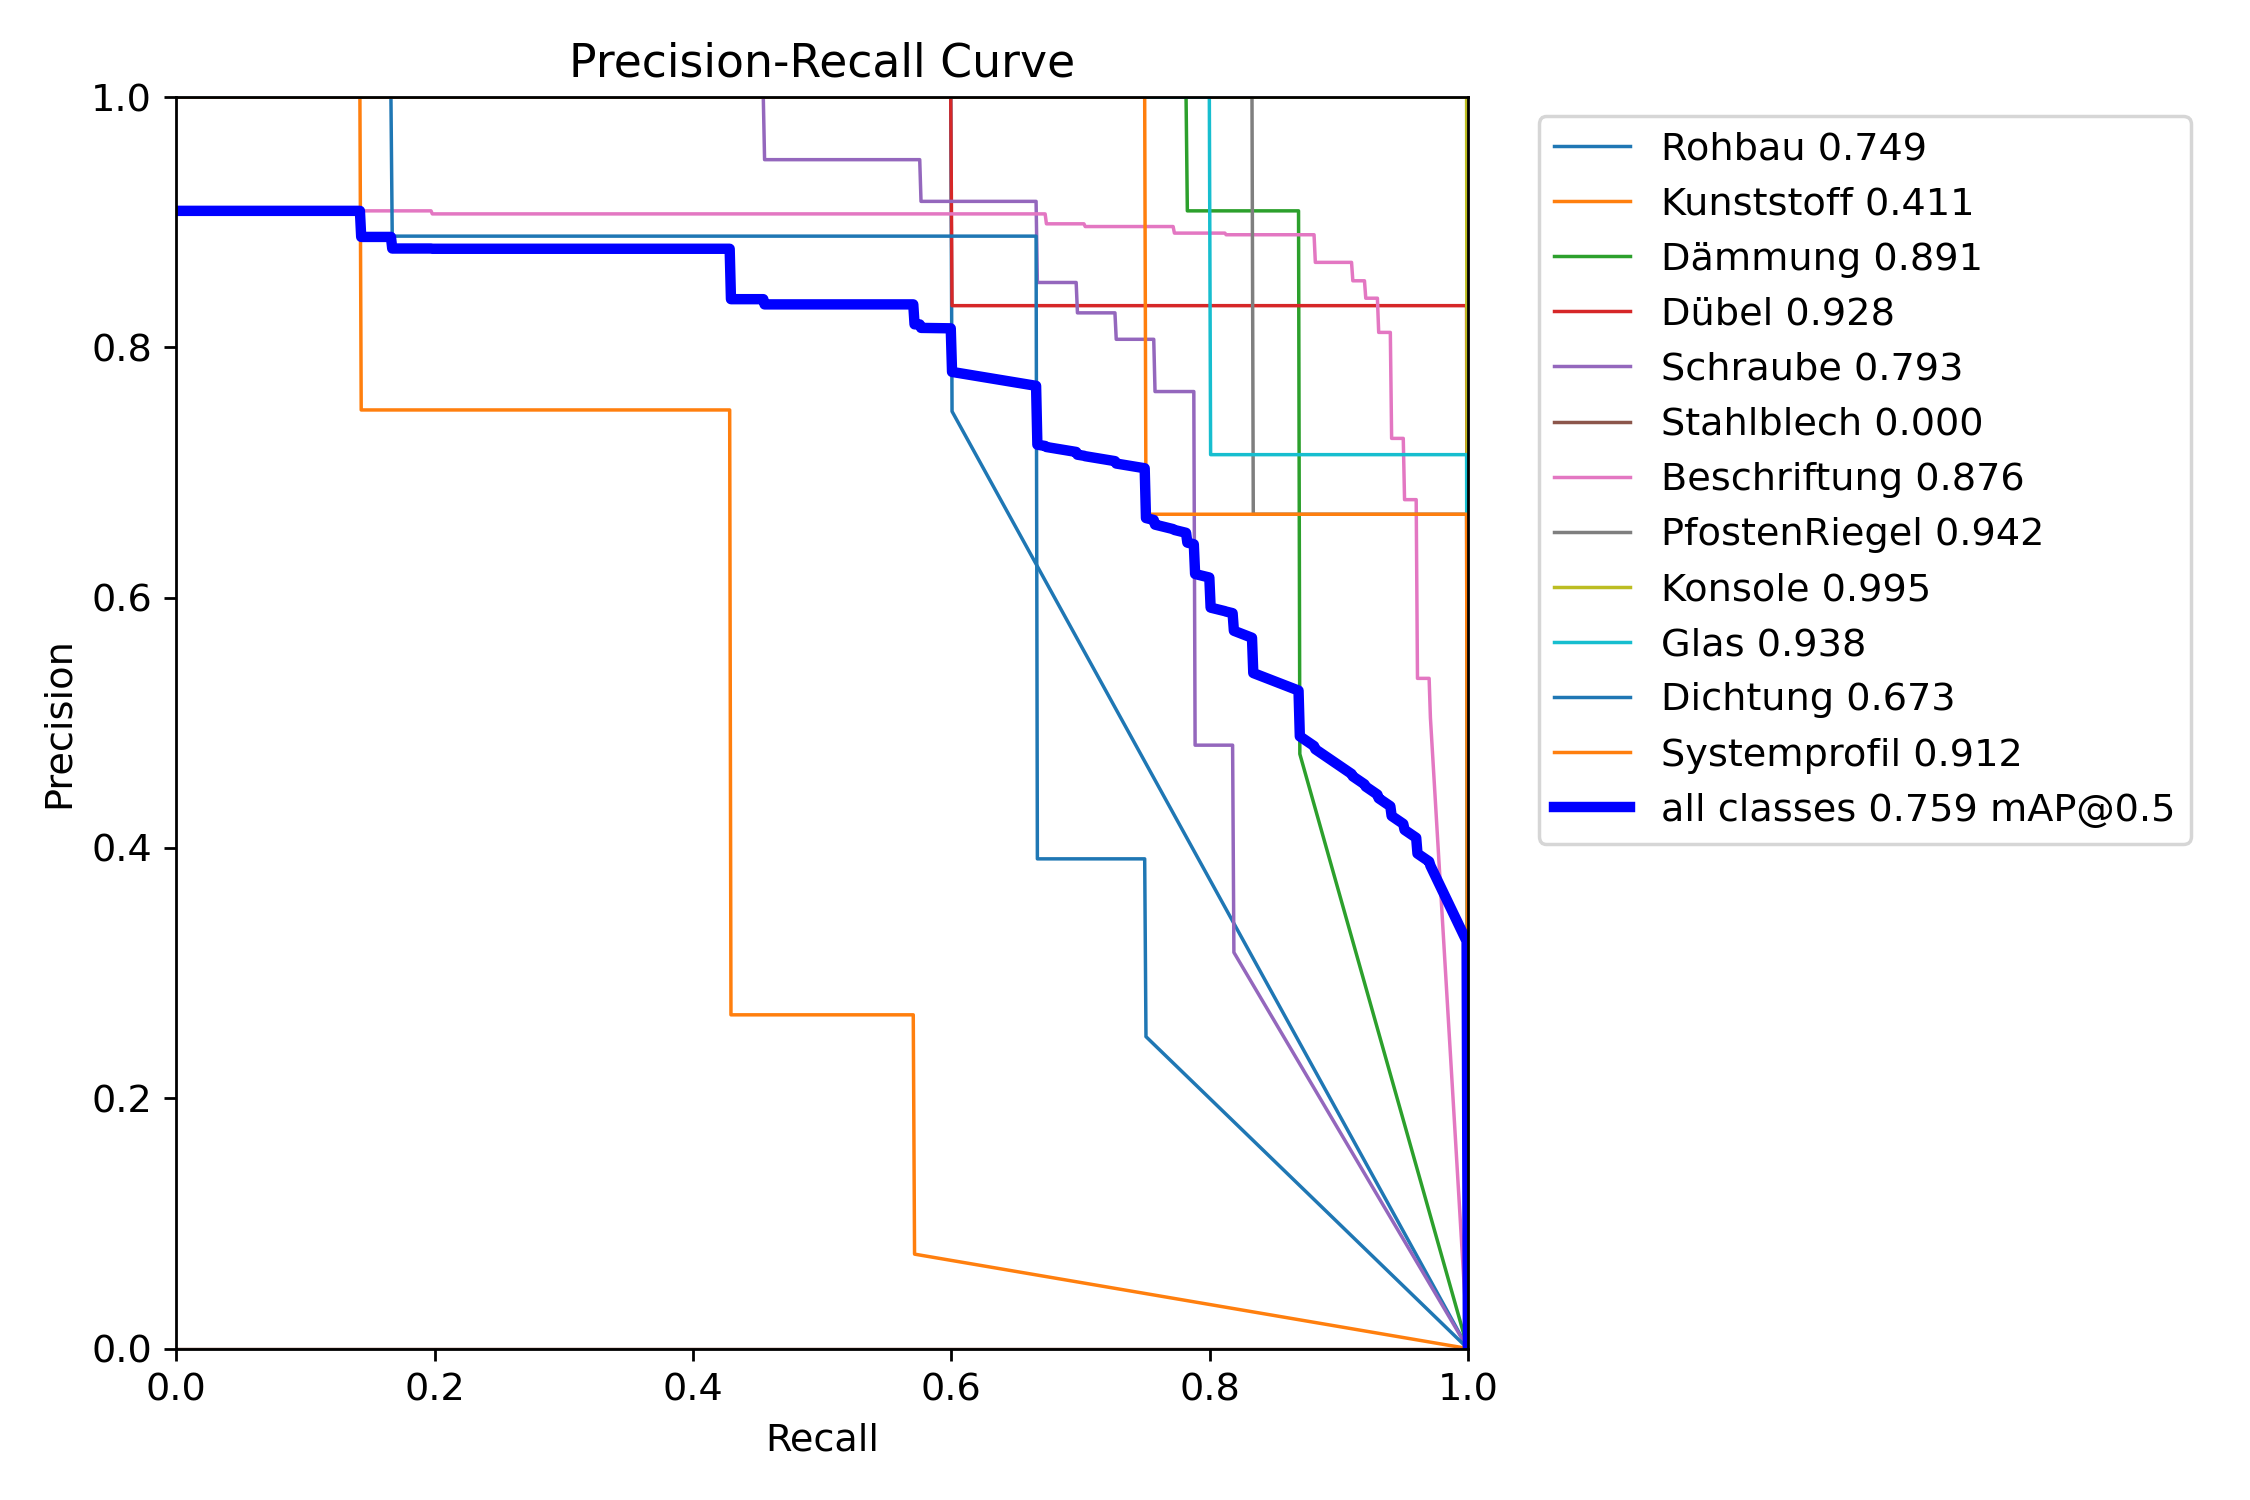 Precision-Recall Curve
1.0
0.8
0.6
0.4
0.2
0.0
Precision
0.0 0.2 0.4 0.6 0.8 1.0
Recall
Rohbau 0.749
Kunststoff 0.411
Dämmung 0.891
Dübel 0.928
Schraube 0.793
Stahlblech 0.000
Beschriftung 0.876
PfostenRiegel 0.942
Konsole 0.995
Glas 0.938
Dichtung 0.673
Systemprofil 0.912
all classes 0.759 mAP@0.5